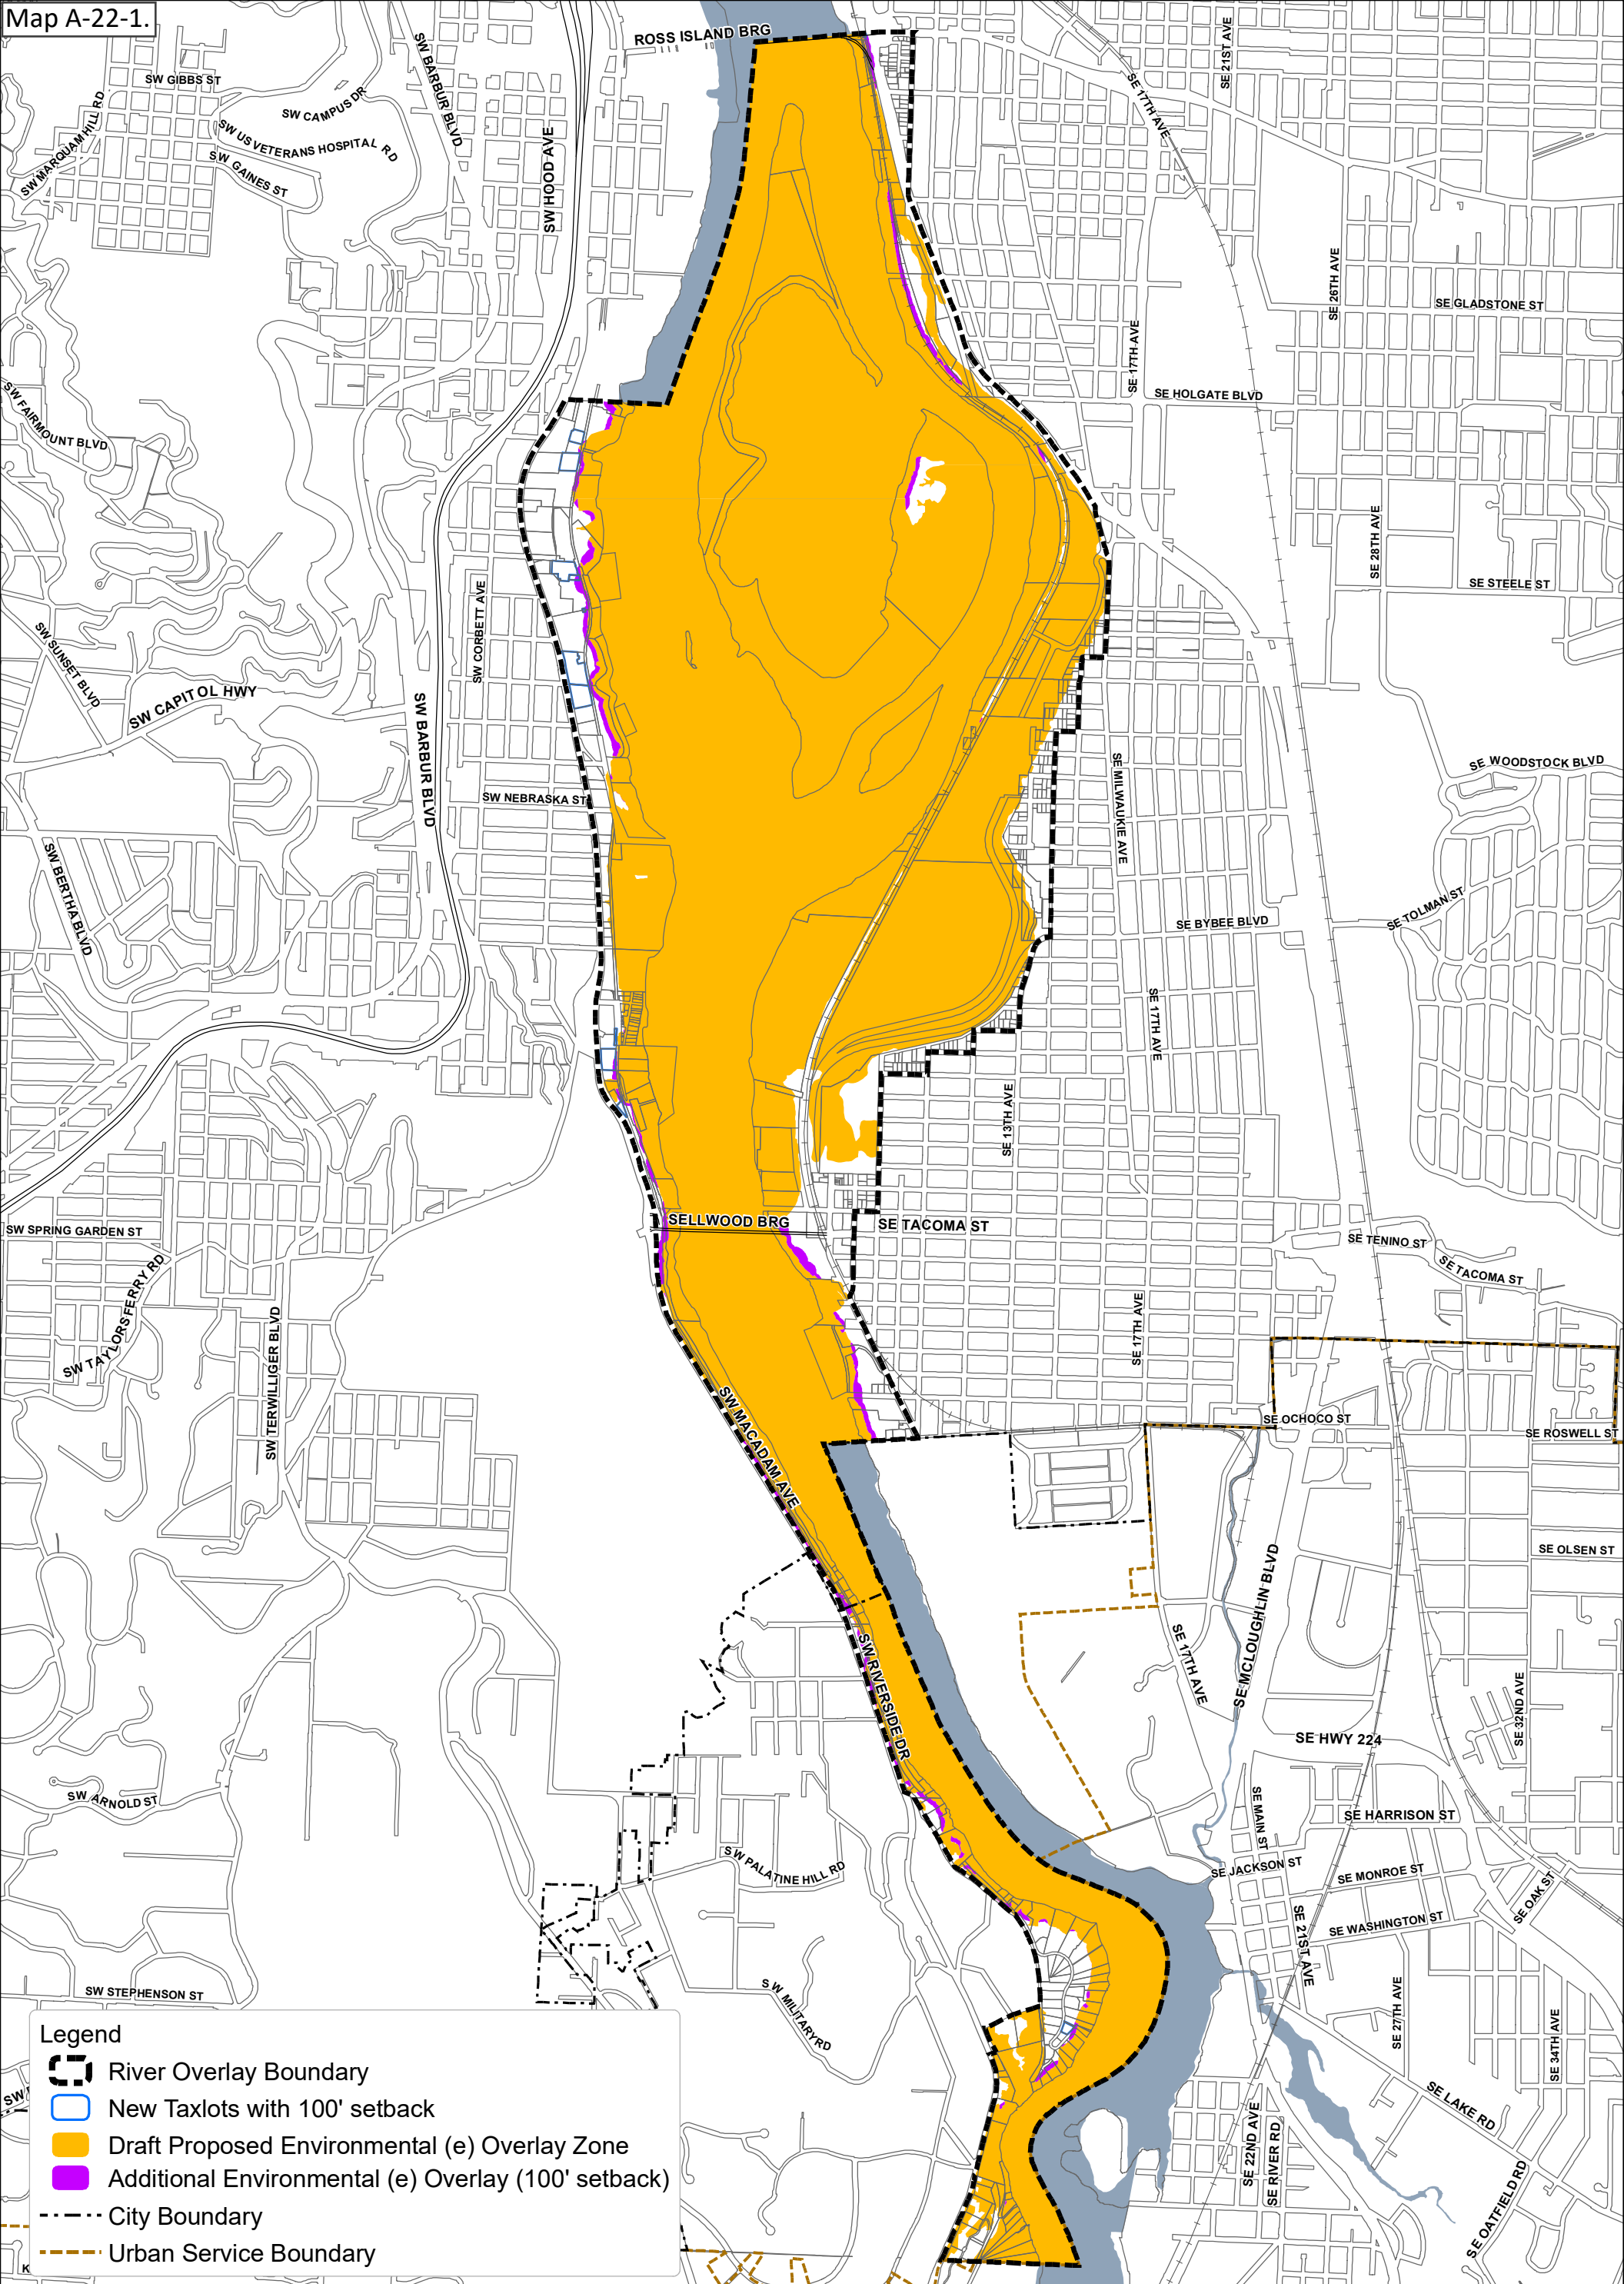 Map A-22-1.
ROSS ISLAND BRG
SW GIBBS ST
SW CAMPUS DR
SW BARBUR BLVD
SW US VETERANS HOSPITAL RD
SW MARQUAM HILL RD
SW GAINES ST
SW HOOD AVE
SE 21ST AVE
SE 17TH AVE
SE 26TH AVE
SE GLADSTONE ST
SE 17TH AVE
SE HOLGATE BLVD
SW FAIRMOUNT BLVD
SE 28TH AVE
SE STEELE ST
SW CORBETT AVE
SW SUNSET BLVD
SW CAPITOL HWY
SW BARBUR BLVD
SE MILWAUKIE AVE
SE WOODSTOCK BLVD
SW NEBRASKA ST
SW BERTHA BLVD
SE TOLMAN ST
SE BYBEE BLVD
SE 17TH AVE
SE 13TH AVE
SELLWOOD BRG
SE TACOMA ST
SW SPRING GARDEN ST
SE TENINO ST
SE TACOMA ST
SW TAYLORS FERRY RD
SW TERWILLIGER BLVD
SE 17TH AVE
SW MACADAM AVE
SE OCHOCO ST
SE ROSWELL ST
SE OLSEN ST
SE MCLOUGHLIN BLVD
SE 17TH AVE
SW RIVERSIDE DR
SE 32ND AVE
SE HWY 224
SW ARNOLD ST
SE MAIN ST
SE HARRISON ST
SW PALATINE HILL RD
SE JACKSON ST
SE MONROE ST
SE OAK ST
SE WASHINGTON ST
SE 21ST AVE
SW STEPHENSON ST
SW MILITARY RD
SE 27TH AVE
SE 34TH AVE
SE LAKE RD
SE 22ND AVE
SE RIVER RD
SE OATFIELD RD
Legend
River Overlay Boundary
New Taxlots with 100' setback
Draft Proposed Environmental (e) Overlay Zone
Additional Environmental (e) Overlay (100' setback)
City Boundary
Urban Service Boundary
SW
K